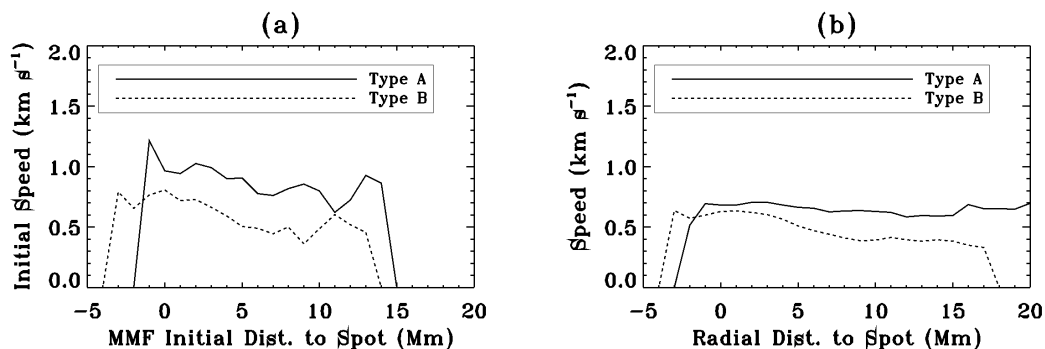 (a)
2.0
1.5
1.0
0.5
0.0
Initial Speed (km s⁻¹)
Type A
Type B
-5 0 5 10 15 20
MMF Initial Dist. to Spot (Mm)
(b)
2.0
1.5
1.0
0.5
0.0
Speed (km s⁻¹)
Type A
Type B
-5 0 5 10 15 20
Radial Dist. to Spot (Mm)